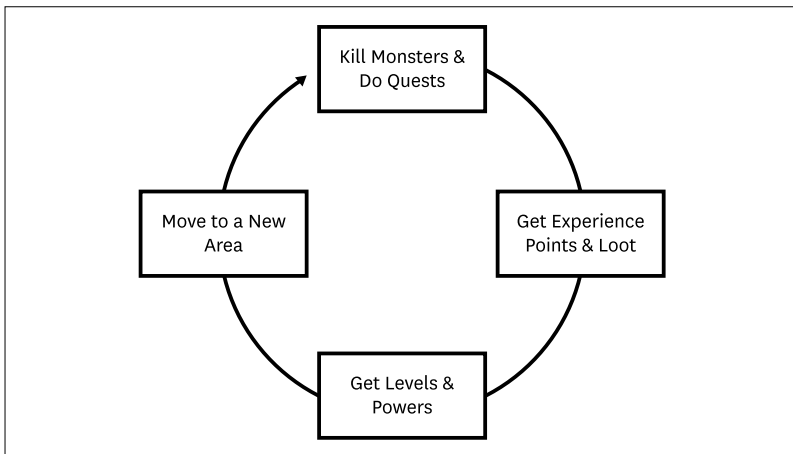 Kill Monsters &
Do Quests
Get Experience
Points & Loot
Get Levels &
Powers
Move to a New
Area